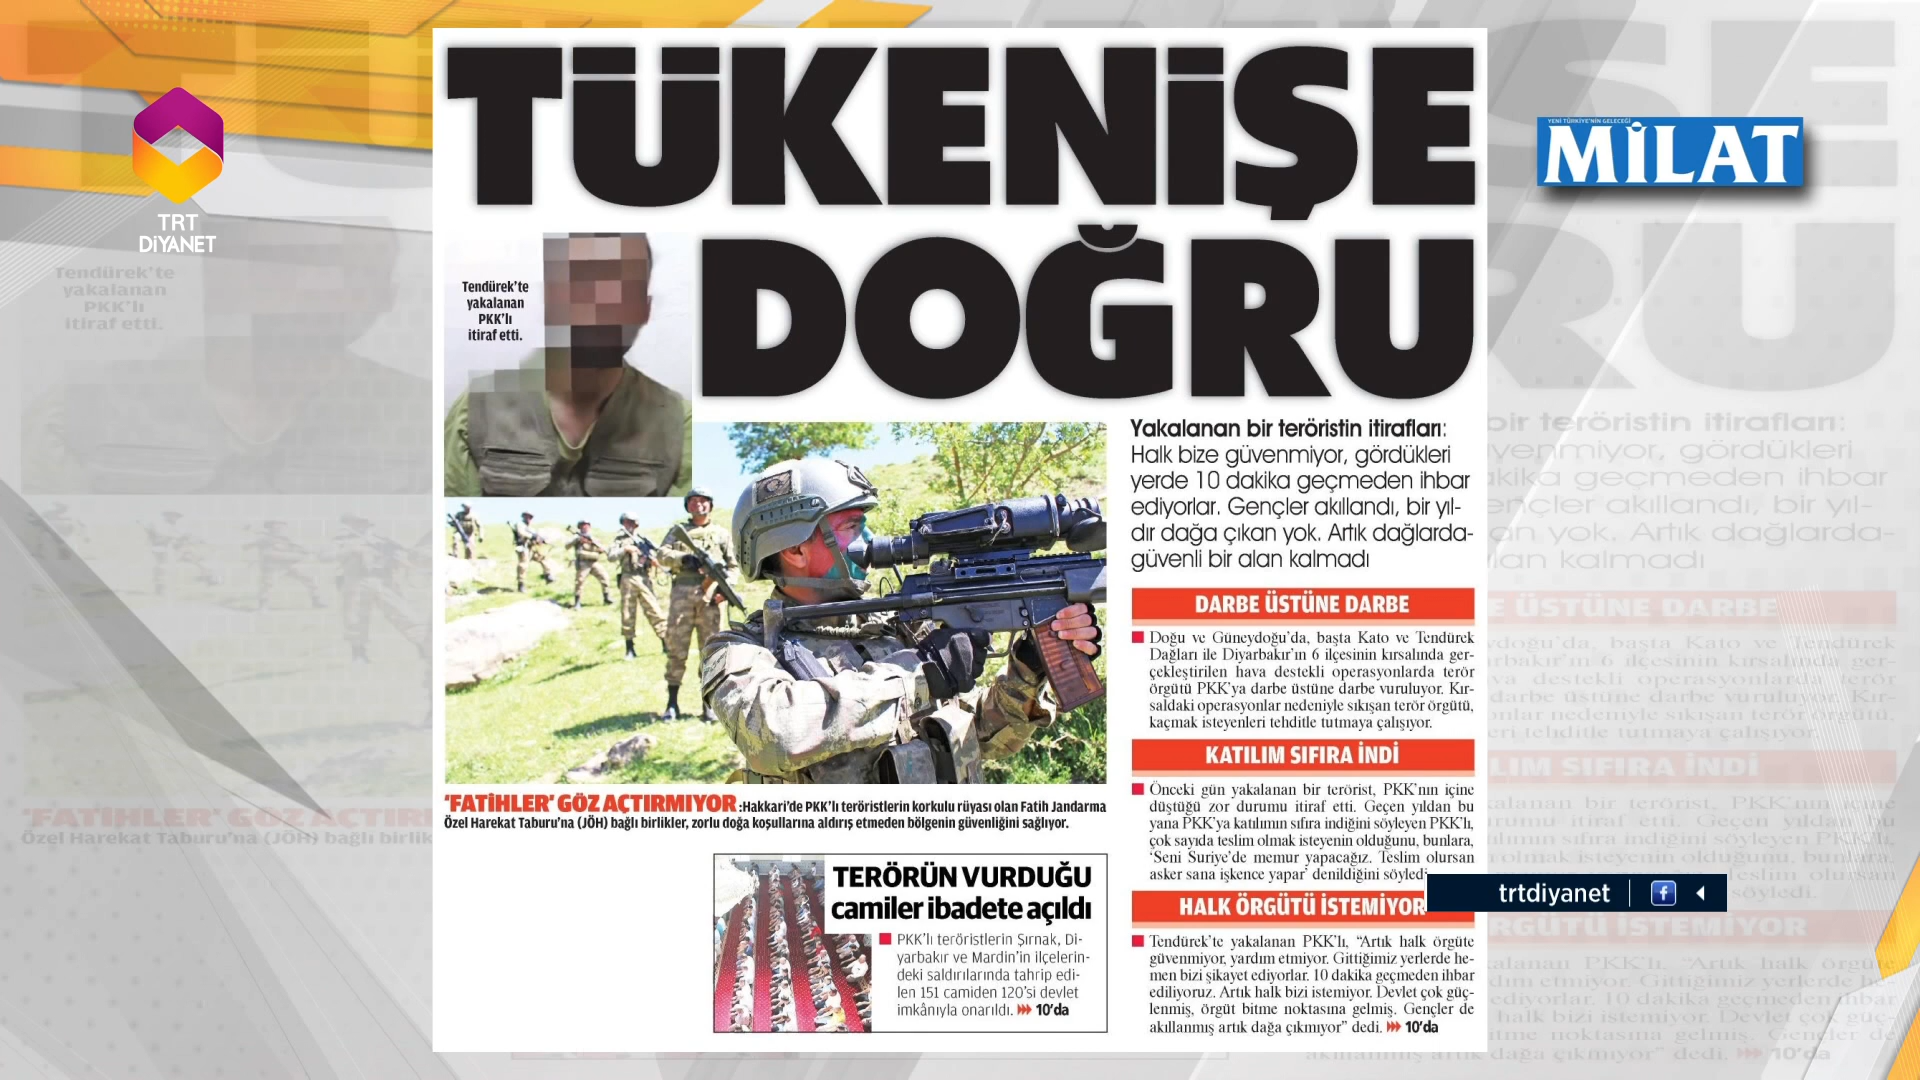 TÜKENİŞE
DOĞRU
TRT
DİYANET
YENİ TÜRKİYE'NİN GELECEĞİ
MİLAT
Tendürek'te
yakalanan
PKK'lı
itiraf etti.
Yakalanan bir teröristin itirafları:
Halk bize güvenmiyor, gördükleri
yerde 10 dakika geçmeden ihbar
ediyorlar. Gençler akıllandı, bir yıl-
dır dağa çıkan yok. Artık dağlarda-
güvenli bir alan kalmadı
DARBE ÜSTÜNE DARBE
Doğu ve Güneydoğu'da, başta Kato ve Tendürek
Dağları ile Diyarbakır'ın 6 ilçesinin kırsalında ger-
çekleştirilen hava destekli operasyonlarda terör
örgütü PKK'ya darbe üstüne darbe vuruluyor. Kır-
saldaki operasyonlar nedeniyle sıkışan terör örgütü,
kaçmak isteyenleri tehditle tutmaya çalışıyor.
KATILIM SIFIRA İNDİ
Önceki gün yakalanan bir terörist, PKK'nın içine
düştüğü zor durumu itiraf etti. Geçen yıldan bu
yana PKK'ya katılımın sıfıra indiğini söyleyen PKK'lı,
çok sayıda teslim olmak isteyenin olduğunu, bunlara,
'Seni Suriye'de memur yapacağız. Teslim olursan
asker sana işkence yapar' denildiğini söyledi
HALK ÖRGÜTÜ İSTEMİYOR
Tendürek'te yakalanan PKK'lı, "Artık halk örgüte
güvenmiyor, yardım etmiyor. Gittiğimiz yerlerde he-
men bizi şikayet ediyorlar. 10 dakika geçmeden ihbar
ediliyoruz. Artık halk bizi istemiyor. Devlet çok güç-
lenmiş, örgüt bitme noktasına gelmiş. Gençler de
akıllanmış artık dağa çıkmıyor" dedi. 10'da
'FATİHLER' GÖZ AÇTIRMIYOR :Hakkari'de PKK'lı teröristlerin korkulu rüyası olan Fatih Jandarma
Özel Harekat Taburu'na (JÖH) bağlı birlikler, zorlu doğa koşullarına aldırış etmeden bölgenin güvenliğini sağlıyor.
TERÖRÜN VURDUĞU
camiler ibadete açıldı
PKK'lı teröristlerin Şırnak, Di-
yarbakır ve Mardin'in ilçelerin-
deki saldırılarında tahrip edi-
len 151 camiden 120'si devlet
imkânıyla onarıldı. 10'da
trtdiyanet